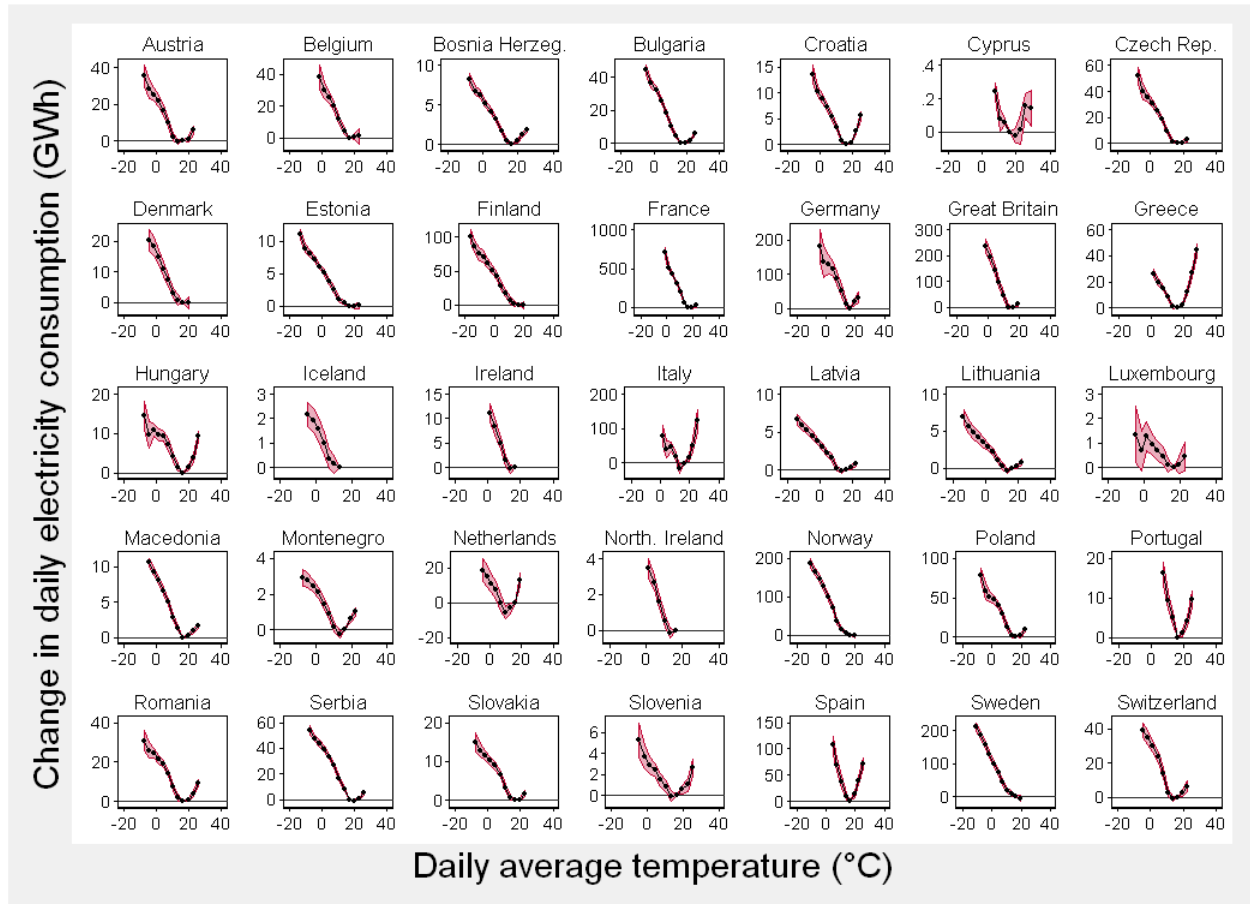 Change in daily electricity consumption (GWh)
Austria Belgium Bosnia Herzeg. Bulgaria Croatia Cyprus Czech Rep.
40 40 10 40 15 .4 60
20 20 5 20 10 .2 40
0 0 0 0 5 0 20
0 0
-20 0 20 40 -20 0 20 40 -20 0 20 40 -20 0 20 40 -20 0 20 40 -20 0 20 40 -20 0 20 40
Denmark Estonia Finland France Germany Great Britain Greece
20 10 100 1000 200 300 60
10 5 50 500 100 200 40
0 0 0 0 0 100 20
0 0
-20 0 20 40 -20 0 20 40 -20 0 20 40 -20 0 20 40 -20 0 20 40 -20 0 20 40 -20 0 20 40
Hungary Iceland Ireland Italy Latvia Lithuania Luxembourg
20 3 15 200 10 10 3
10 2 10 100 5 5 2
0 1 5 0 0 0 1
0 0 0
-20 0 20 40 -20 0 20 40 -20 0 20 40 -20 0 20 40 -20 0 20 40 -20 0 20 40 -20 0 20 40
Macedonia Montenegro Netherlands North. Ireland Norway Poland Portugal
10 4 20 4 200 100 20
5 2 0 2 100 50 10
0 0 -20 0 0 0 0
-20 0 20 40 -20 0 20 40 -20 0 20 40 -20 0 20 40 -20 0 20 40 -20 0 20 40 -20 0 20 40
Romania Serbia Slovakia Slovenia Spain Sweden Switzerland
40 60 20 6 150 200 40
20 40 10 4 100 100 20
0 20 0 2 50 0 0
0 0 0
-20 0 20 40 -20 0 20 40 -20 0 20 40 -20 0 20 40 -20 0 20 40 -20 0 20 40 -20 0 20 40
Daily average temperature (°C)